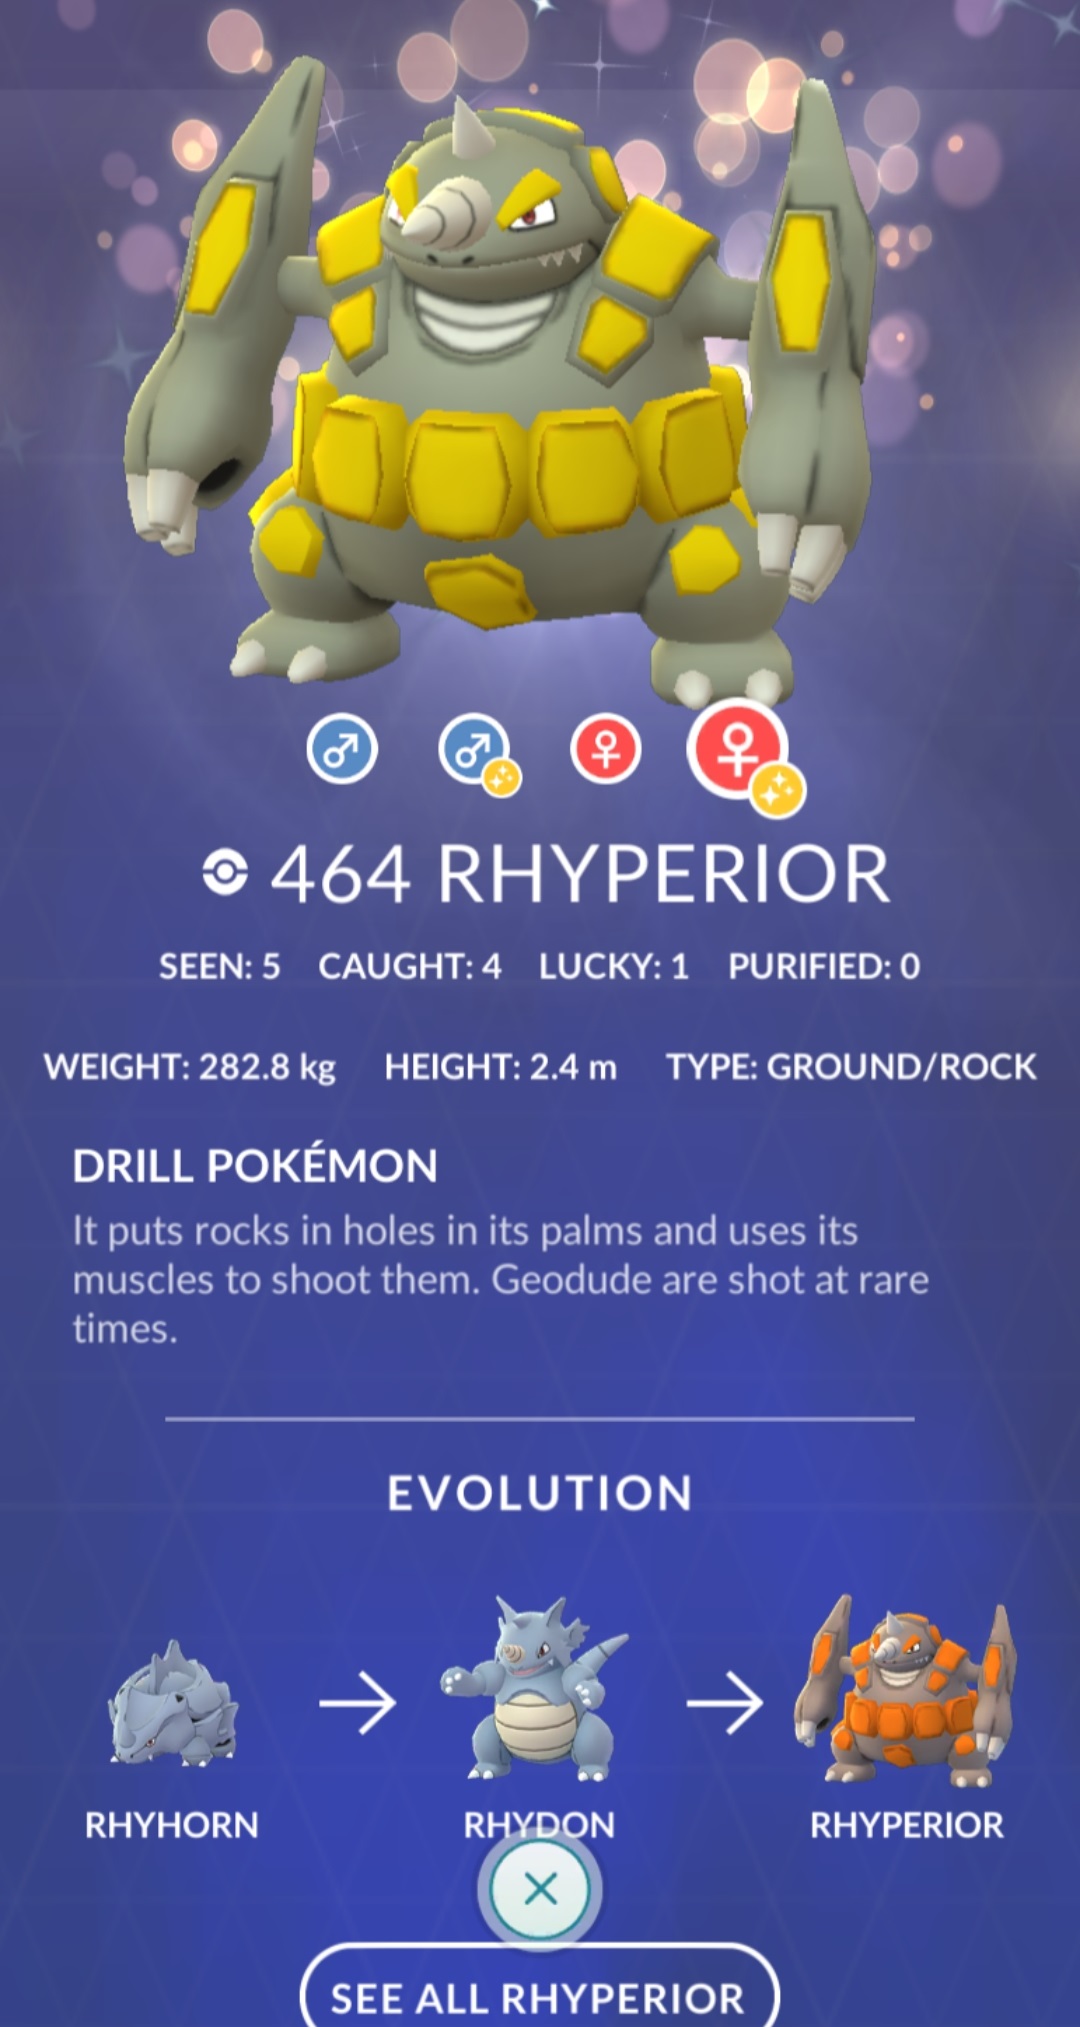 464 RHYPERIOR
SEEN: 5 CAUGHT: 4 LUCKY: 1 PURIFIED: 0
WEIGHT: 282.8 kg HEIGHT: 2.4 m TYPE: GROUND/ROCK
DRILL POKÉMON
It puts rocks in holes in its palms and uses its
muscles to shoot them. Geodude are shot at rare
times.
EVOLUTION
RHYHORN RHYDON RHYPERIOR
SEE ALL RHYPERIOR